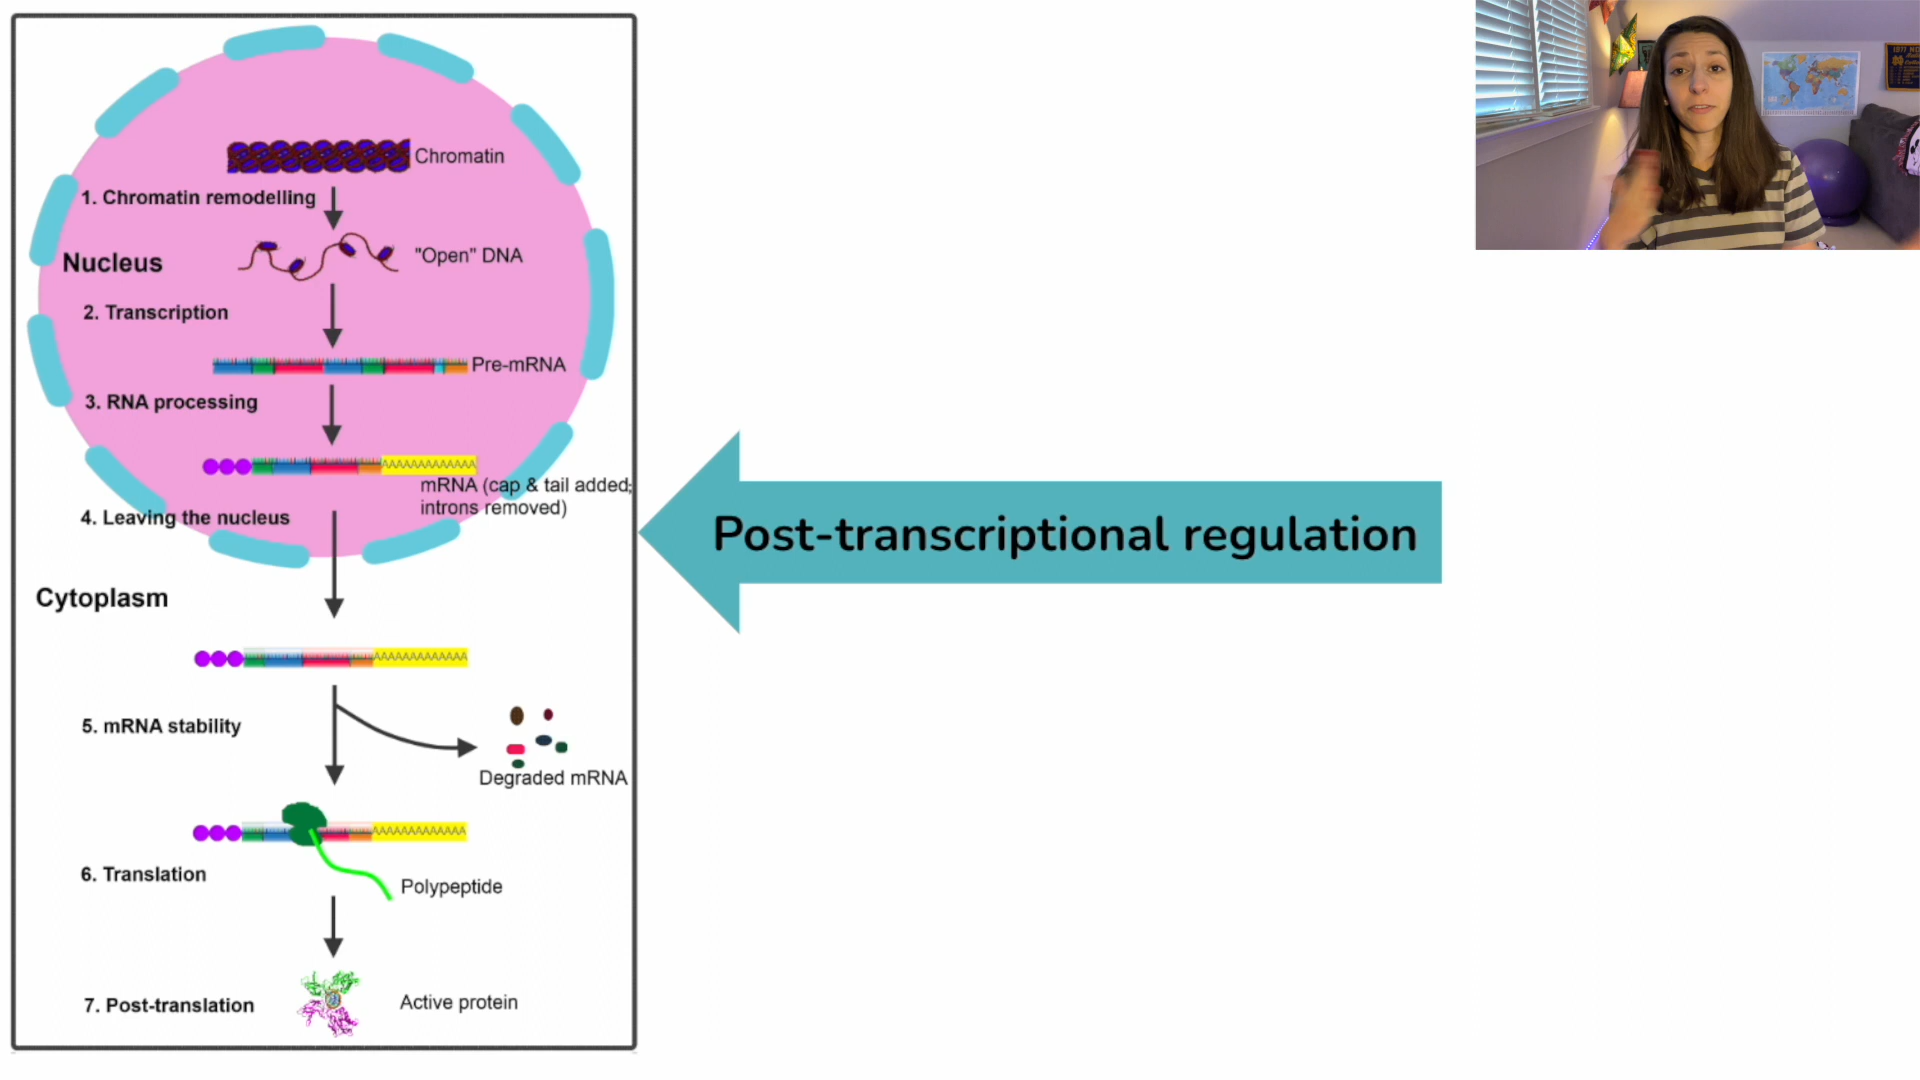 Chromatin
1. Chromatin remodelling
Nucleus
"Open" DNA
2. Transcription
Pre-mRNA
3. RNA processing
mRNA (cap & tail added;
introns removed)
4. Leaving the nucleus
Cytoplasm
AAAAAAAAAAAA
5. mRNA stability
Degraded mRNA
6. Translation
Polypeptide
7. Post-translation
Active protein
Post-transcriptional regulation